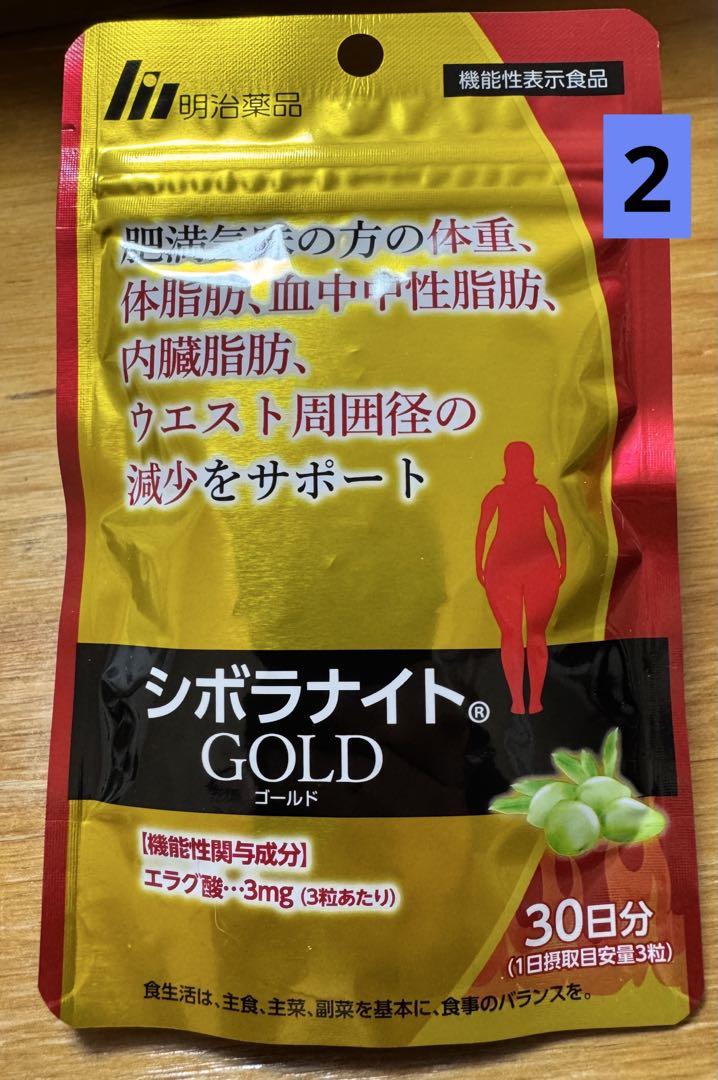 明治薬品
機能性表示食品
2
肥満気味の方の体重、
体脂肪、血中中性脂肪、
内臓脂肪、
ウエスト周囲径の
減少をサポート
シボラナイト®
GOLD
ゴールド
【機能性関与成分】
エラグ酸…3mg (3粒あたり)
30日分
(1日摂取目安量3粒)
食生活は、主食、主菜、副菜を基本に、食事のバランスを。